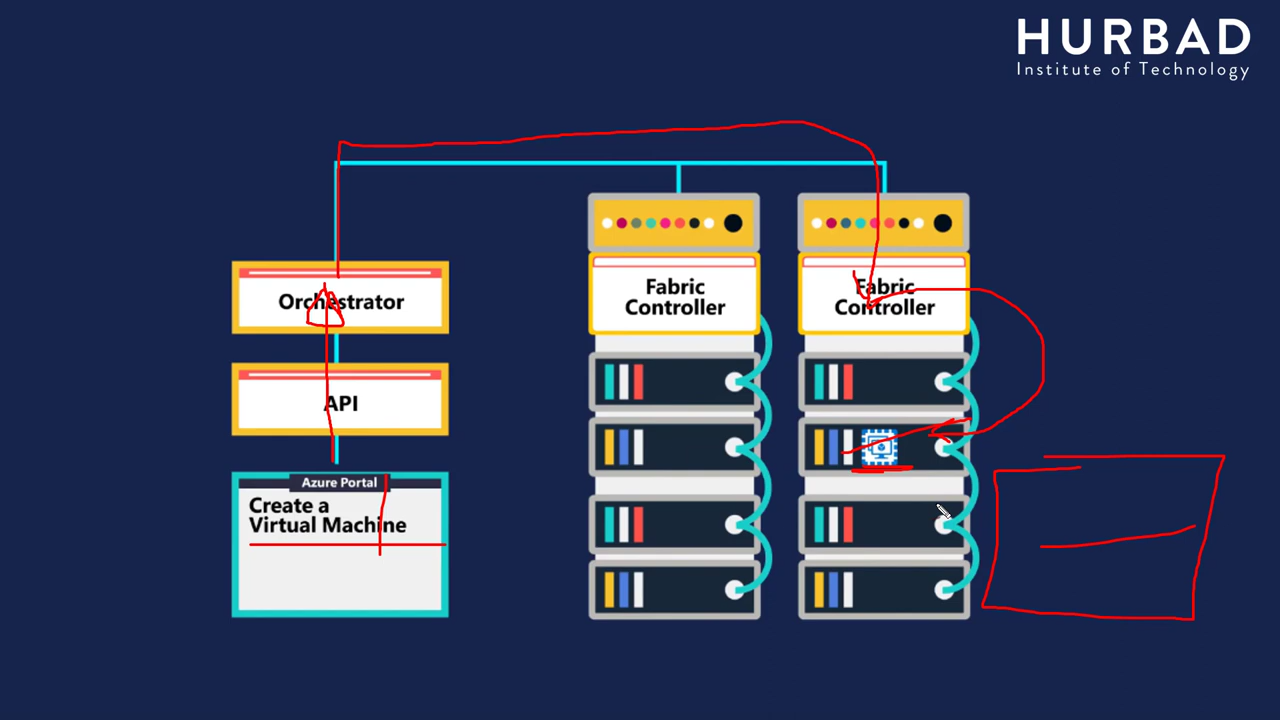 HURBAD
Institute of Technology
Orchestrator
API
Azure Portal
Create a
Virtual Machine
Fabric
Controller
Fabric
Controller